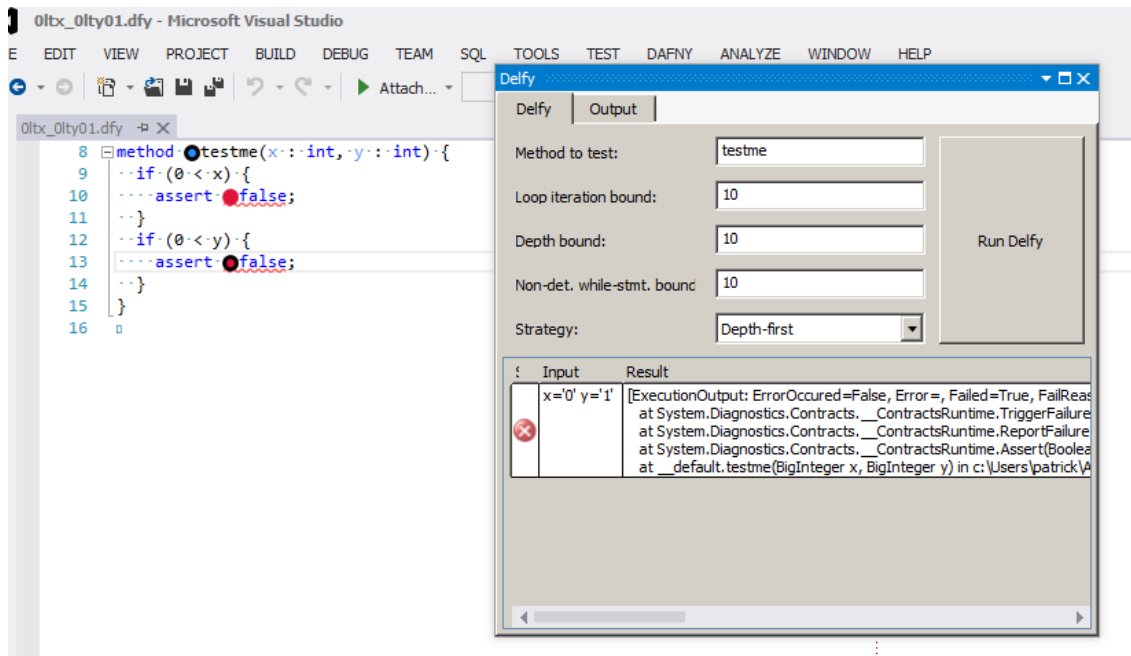 0ltx_0lty01.dfy - Microsoft Visual Studio
E EDIT VIEW PROJECT BUILD DEBUG TEAM SQL TOOLS TEST DAFNY ANALYZE WINDOW HELP
Attach...
0ltx_0lty01.dfy
8 method testme(x : int, y : int) {
9 if (0 < x) {
10 assert false;
11 }
12 if (0 < y) {
13 assert false;
14 }
15 }
16
Delfy
Delfy Output
Method to test: testme
Loop iteration bound: 10
Depth bound: 10
Non-det. while-stmt. bound 10
Strategy: Depth-first
Run Delfy
Input Result
x='0' y='1' [ExecutionOutput: ErrorOccured=False, Error=, Failed=True, FailReas
at System.Diagnostics.Contracts.__ContractsRuntime.TriggerFailure
at System.Diagnostics.Contracts.__ContractsRuntime.ReportFailure
at System.Diagnostics.Contracts.__ContractsRuntime.Assert(Boolea
at __default.testme(BigInteger x, BigInteger y) in c:\Users\patrick\A